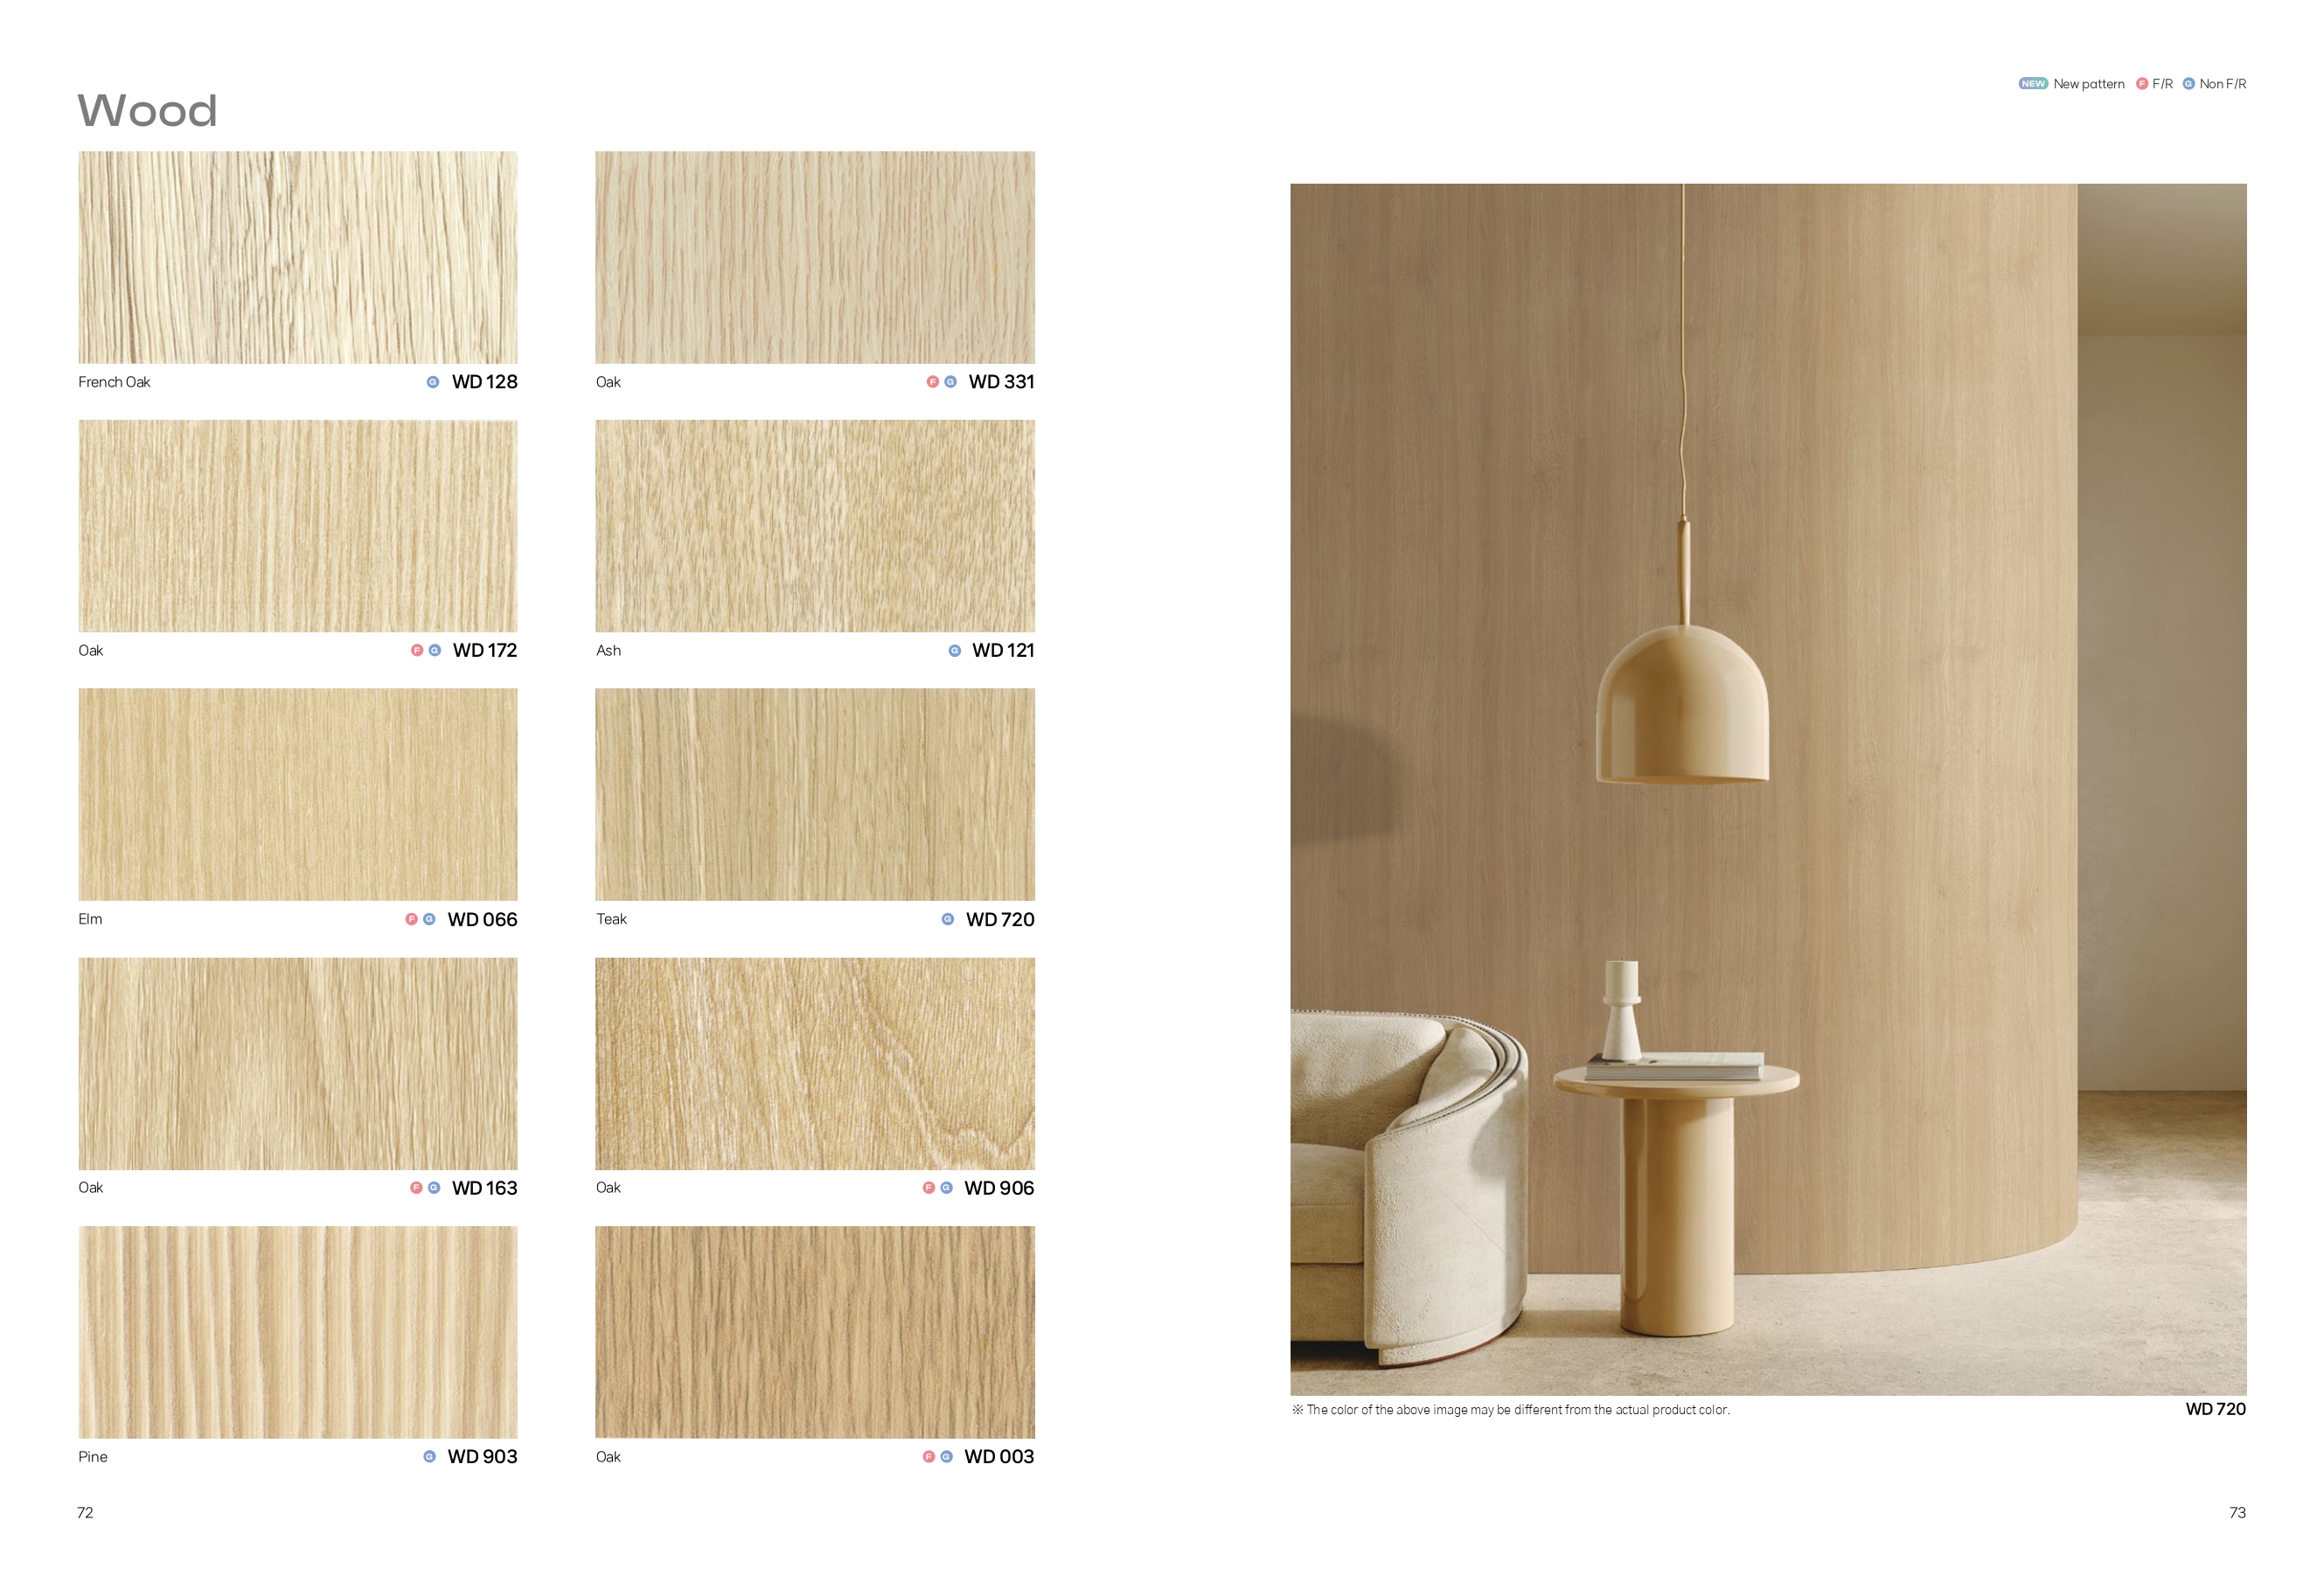 Wood
NEW New pattern F F/R G Non F/R
French Oak G WD 128
Oak F G WD 331
Oak F G WD 172
Ash G WD 121
Elm F G WD 066
Teak G WD 720
Oak F G WD 163
Oak F G WD 906
Pine G WD 903
Oak F G WD 003
※ The color of the above image may be different from the actual product color. WD 720
72
73